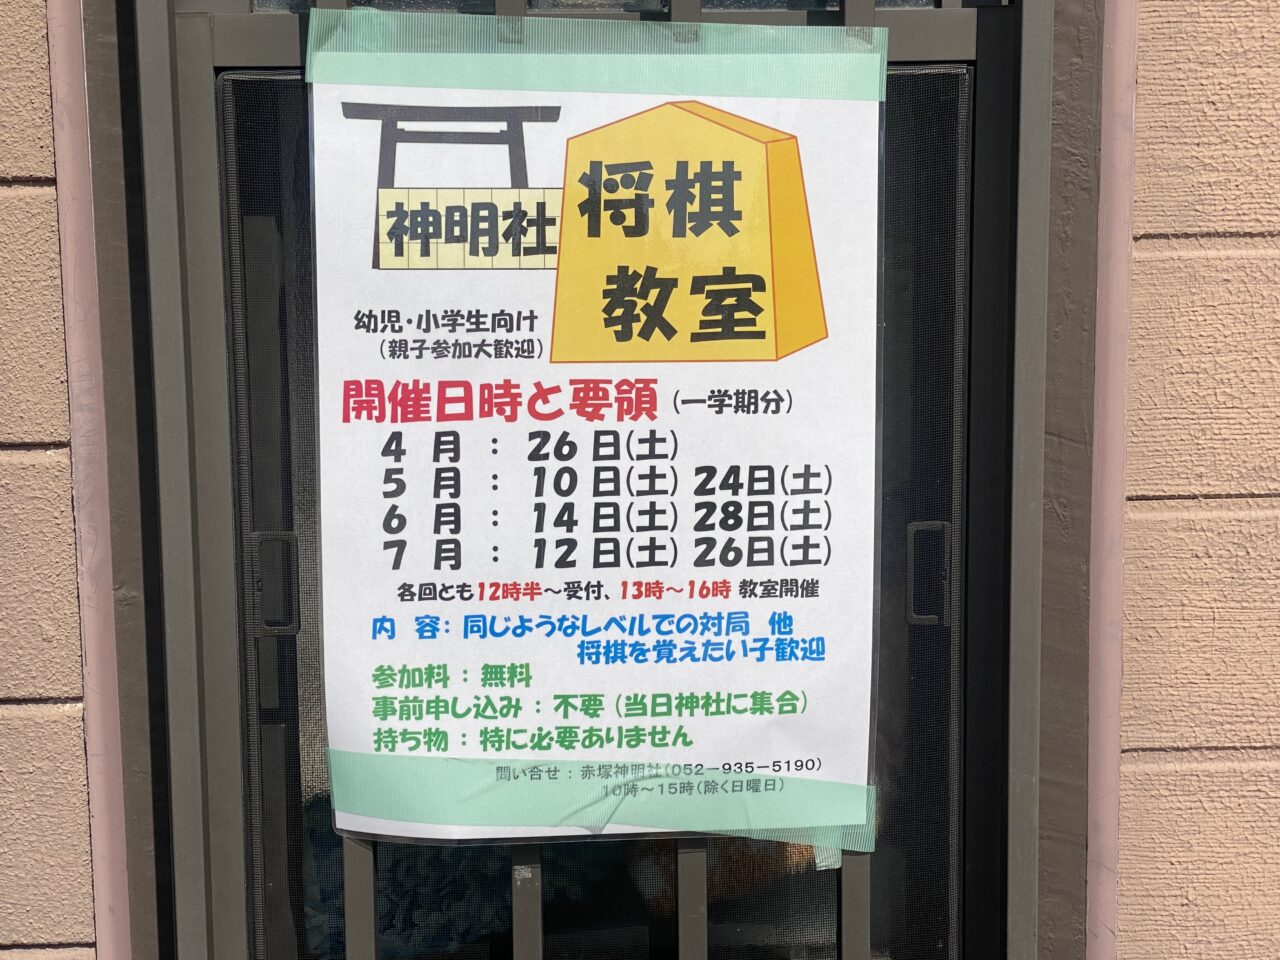 神明社
将棋
教室
幼児・小学生向け
(親子参加大歓迎)
開催日時と要領 (一学期分)
4 月 : 26 日(土)
5 月 : 10 日(土) 24日(土)
6 月 : 14 日(土) 28日(土)
7 月 : 12 日(土) 26日(土)
各回とも12時半~受付、13時~16時 教室開催
内 容: 同じようなレベルでの対局 他
将棋を覚えたい子歓迎
参加料 : 無料
事前申し込み : 不要 (当日神社に集合)
持ち物 : 特に必要ありません
問い合せ : 赤塚神明社(052-935-5190)
10時~15時(除く日曜日)